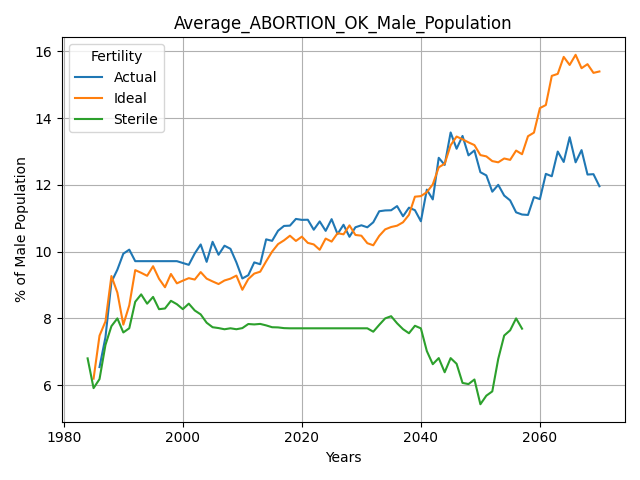 Average_ABORTION_OK_Male_Population
Fertility
Actual
Ideal
Sterile
% of Male Population
16
14
12
10
8
6
1980
2000
2020
2040
2060
Years